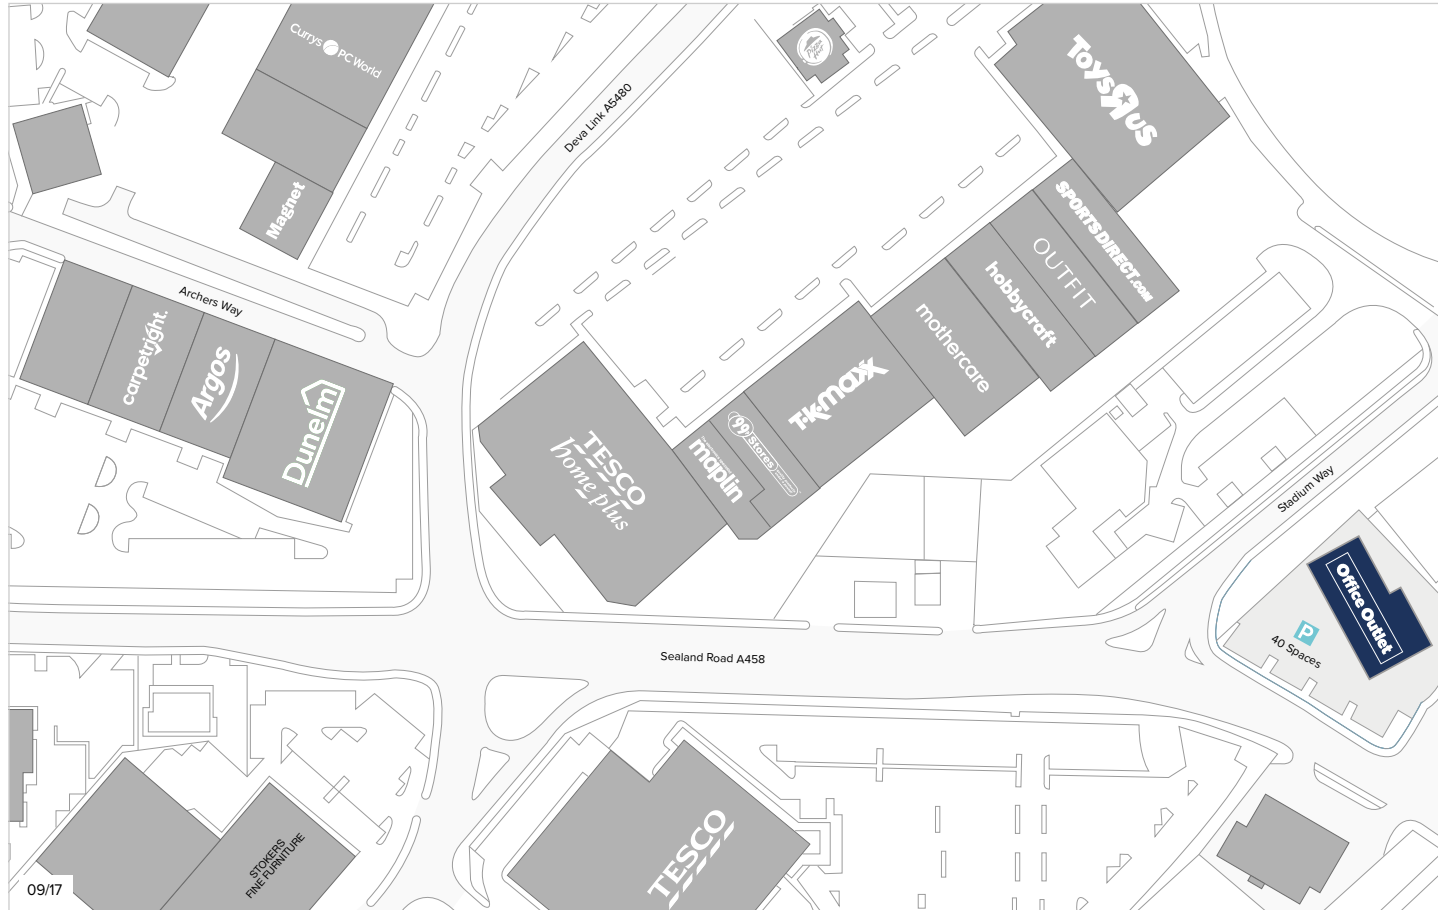 Currys PC World
Pizza Hut
Toys R us
Deva Link A5480
Magnet
SPORTSDIRECT.COM
OUTFIT
hobbycraft
mothercare
Archers Way
carpetright.
Argos
Dunelm
T.K.maxx
99p Stores
maplin
TESCO
home plus
Stadium Way
Office Outlet
P
40 Spaces
Sealand Road A458
TESCO
STOKERS
FINE FURNITURE
09/17